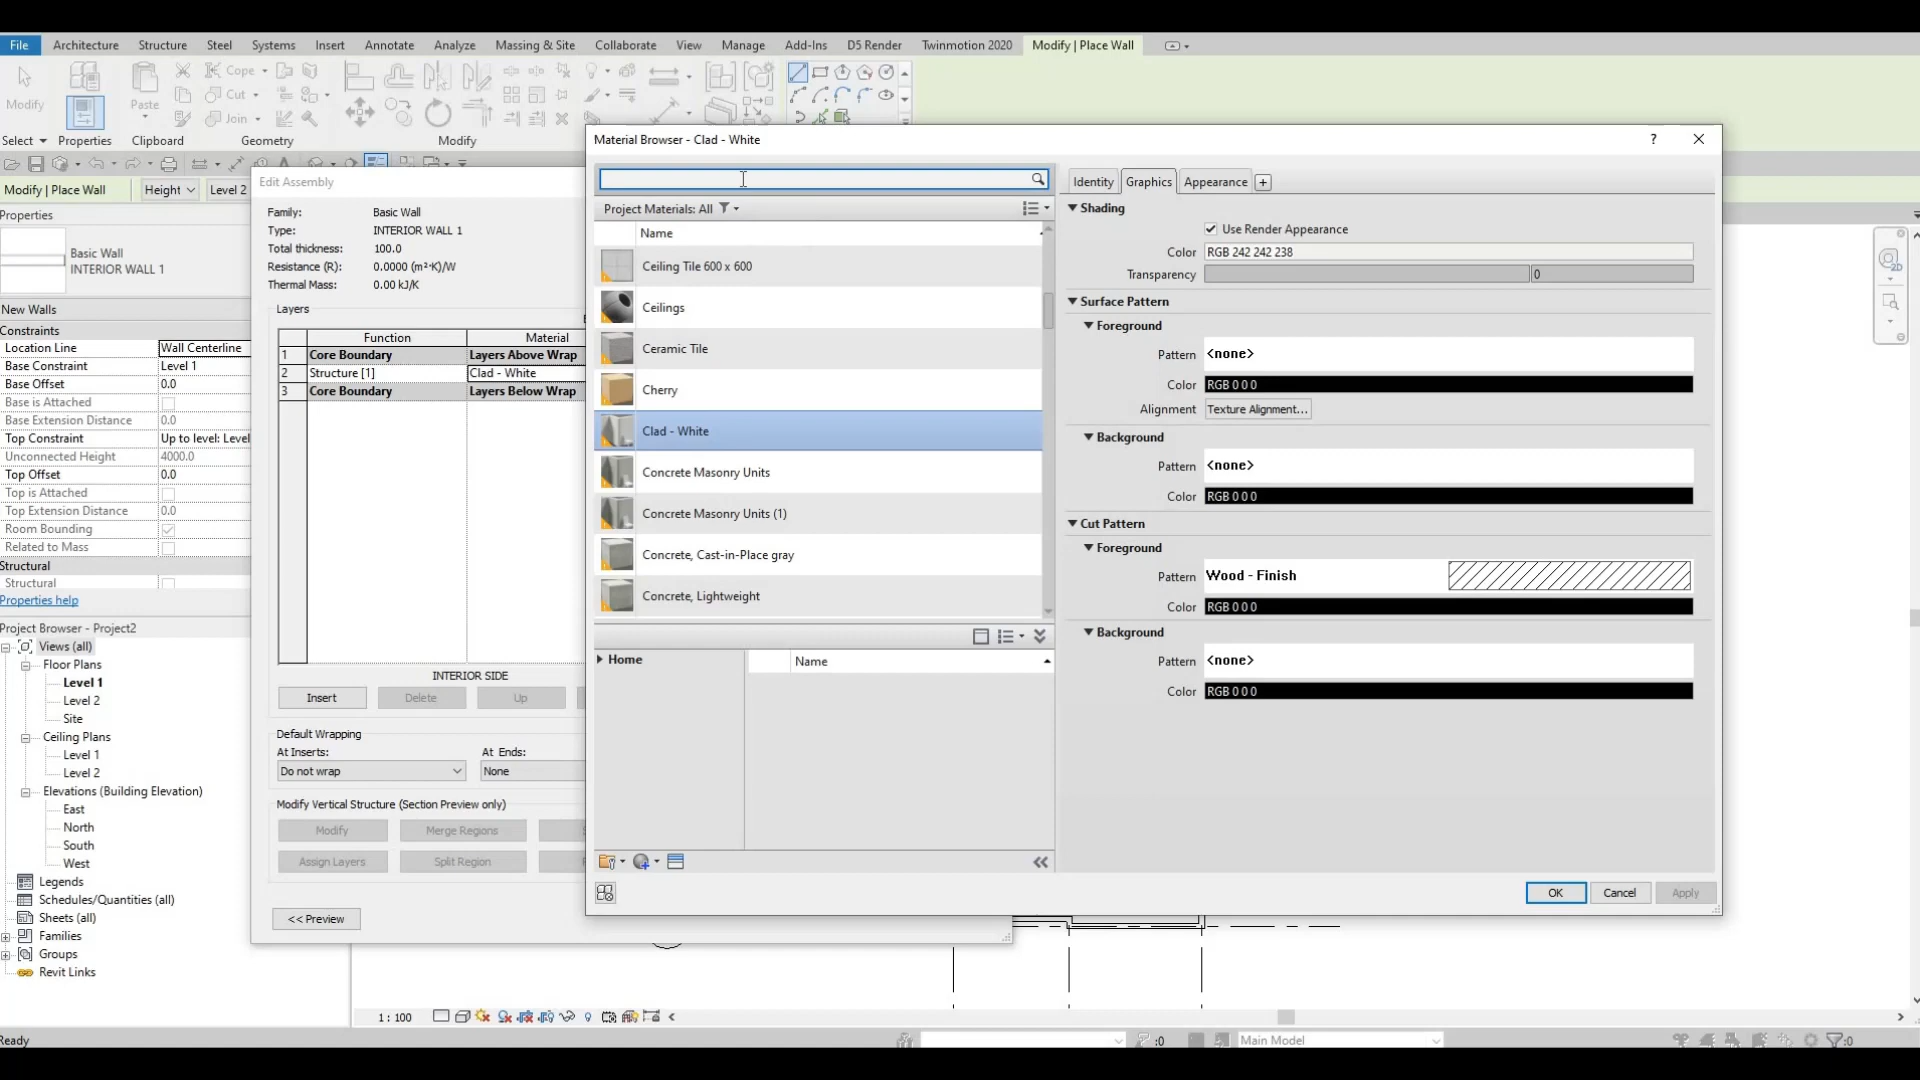 File Architecture Structure Steel Systems Insert Annotate Analyze Massing & Site Collaborate View Manage Add-Ins D5 Render Twinmotion 2020 Modify | Place Wall
Modify Paste Cope Cut Join
Select Properties Clipboard Geometry Modify
Modify | Place Wall Height Level 2
Properties
Basic Wall
INTERIOR WALL 1
New Walls
Constraints
Location Line Wall Centerline
Base Constraint Level 1
Base Offset 0.0
Base is Attached
Base Extension Distance 0.0
Top Constraint Up to level: Level
Unconnected Height 4000.0
Top Offset 0.0
Top is Attached
Top Extension Distance 0.0
Room Bounding
Related to Mass
Structural
Structural
Properties help
Project Browser - Project2
Views (all)
Floor Plans
Level 1
Level 2
Site
Ceiling Plans
Level 1
Level 2
Elevations (Building Elevation)
East
North
South
West
Legends
Schedules/Quantities (all)
Sheets (all)
Families
Groups
Revit Links
Edit Assembly
Family: Basic Wall
Type: INTERIOR WALL 1
Total thickness: 100.0
Resistance (R): 0.0000 (m²·K)/W
Thermal Mass: 0.00 kJ/K
Layers
Function Material
1 Core Boundary Layers Above Wrap
2 Structure [1] Clad - White
3 Core Boundary Layers Below Wrap
INTERIOR SIDE
Insert Delete Up
Default Wrapping
At Inserts: At Ends:
Do not wrap None
Modify Vertical Structure (Section Preview only)
Modify Merge Regions
Assign Layers Split Region
<< Preview
Material Browser - Clad - White ?
Project Materials: All
Name
Ceiling Tile 600 x 600
Ceilings
Ceramic Tile
Cherry
Clad - White
Concrete Masonry Units
Concrete Masonry Units (1)
Concrete, Cast-in-Place gray
Concrete, Lightweight
Home Name
Identity Graphics Appearance
Shading
Use Render Appearance
Color RGB 242 242 238
Transparency 0
Surface Pattern
Foreground
Pattern <none>
Color RGB 0 0 0
Alignment Texture Alignment...
Background
Pattern <none>
Color RGB 0 0 0
Cut Pattern
Foreground
Pattern Wood - Finish
Color RGB 0 0 0
Background
Pattern <none>
Color RGB 0 0 0
OK Cancel Apply
2D
1 : 100
Ready :0 Main Model :0